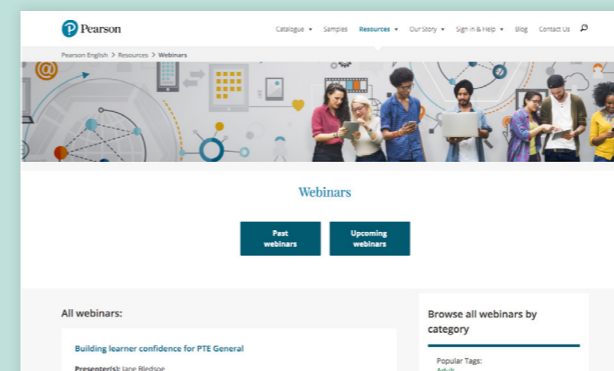 Pearson
Catalogue Samples Resources Our Story Sign In & Help Blog Contact Us
Pearson English > Resources > Webinars
Webinars
Past webinars
Upcoming webinars
All webinars:
Building learner confidence for PTE General
Presenter(s): Jane Bledsoe
Browse all webinars by category
Popular Tags:
Adult